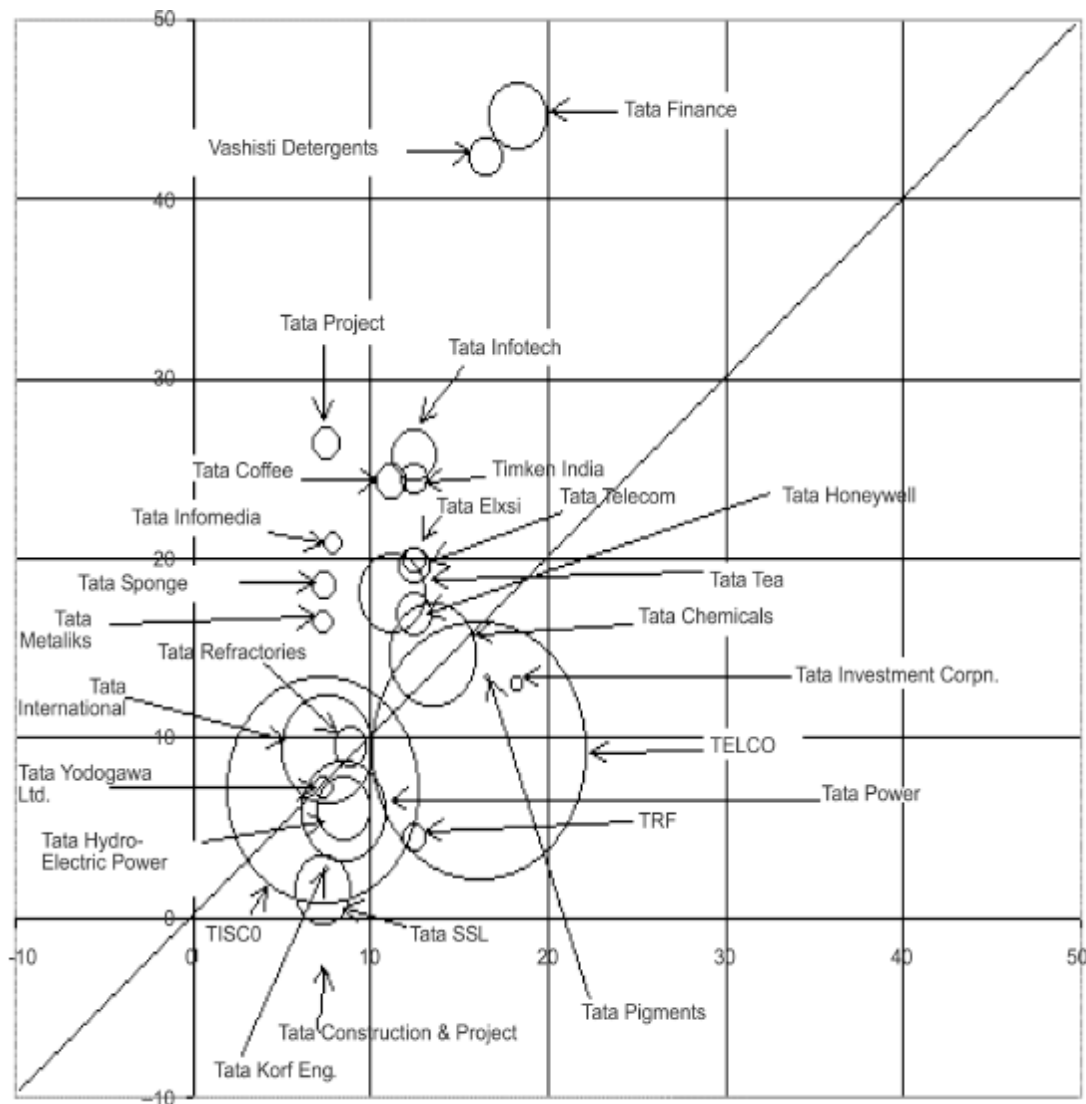 50
Tata Finance
Vashisti Detergents
40
Tata Project
Tata Infotech
30
Tata Coffee
Timken India
Tata Telecom
Tata Honeywell
Tata Elxsi
Tata Infomedia
20
Tata Sponge
Tata Tea
Tata
Metaliks
Tata Chemicals
Tata Refractories
Tata
International
Tata Investment Corpn.
10
TELCO
Tata Yodogawa
Ltd.
Tata Power
TRF
Tata Hydro-
Electric Power
TISC0
Tata SSL
-10
0
10
20
30
40
50
Tata Pigments
Tata Construction & Project
Tata Korf Eng.
-10